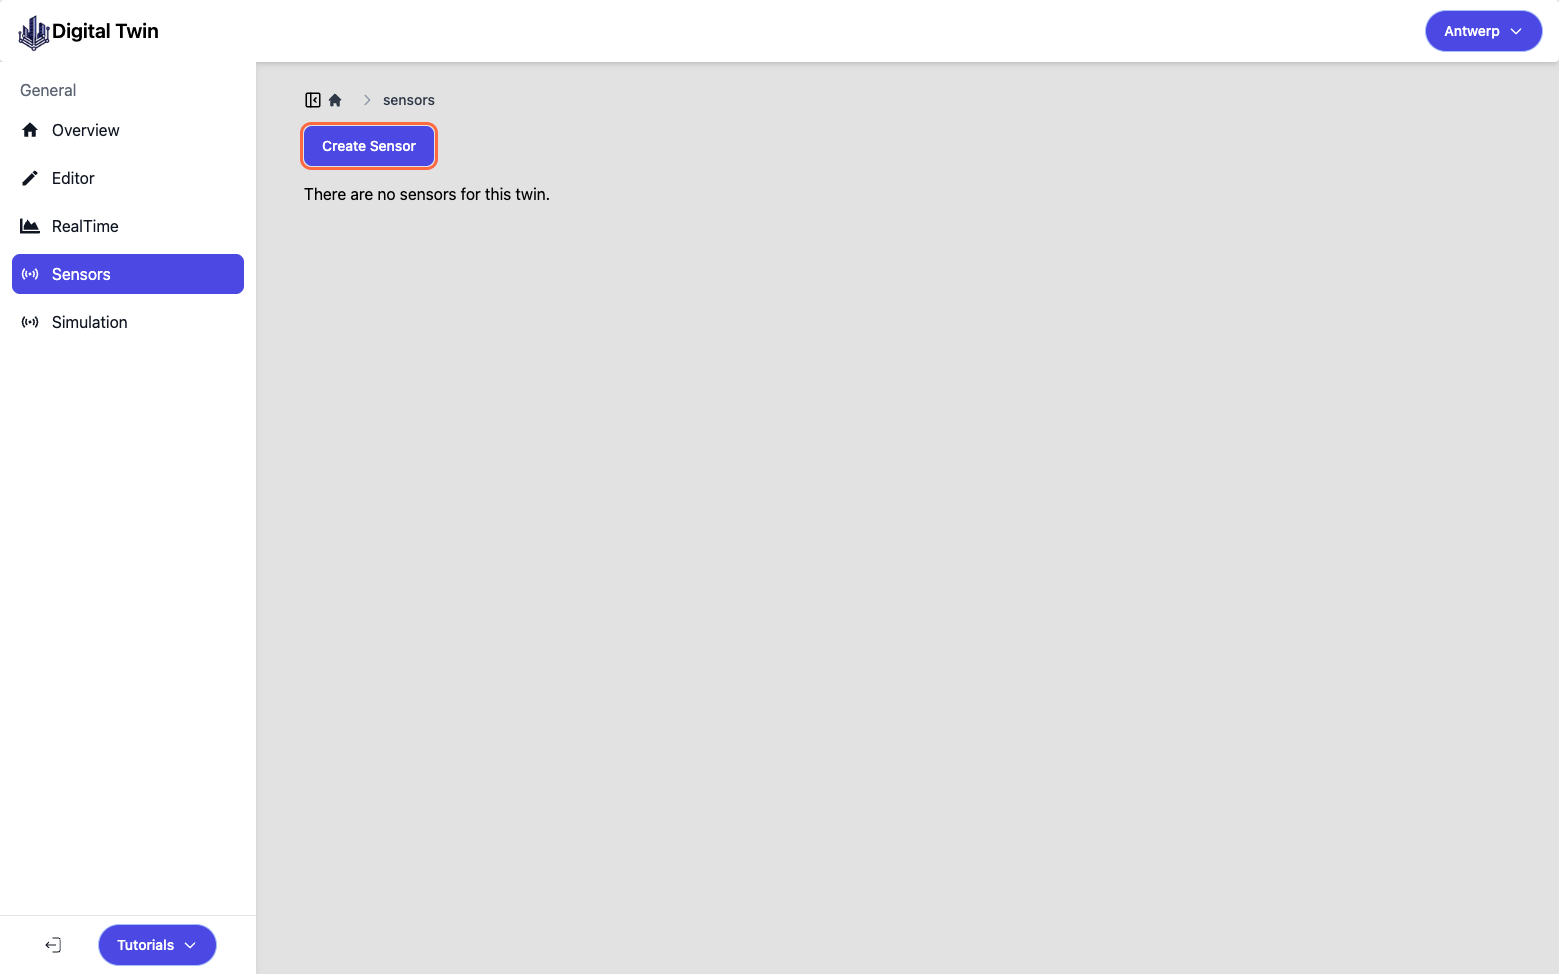 Digital Twin
Antwerp
General
Overview
Editor
RealTime
Sensors
Simulation
sensors
Create Sensor
There are no sensors for this twin.
Tutorials